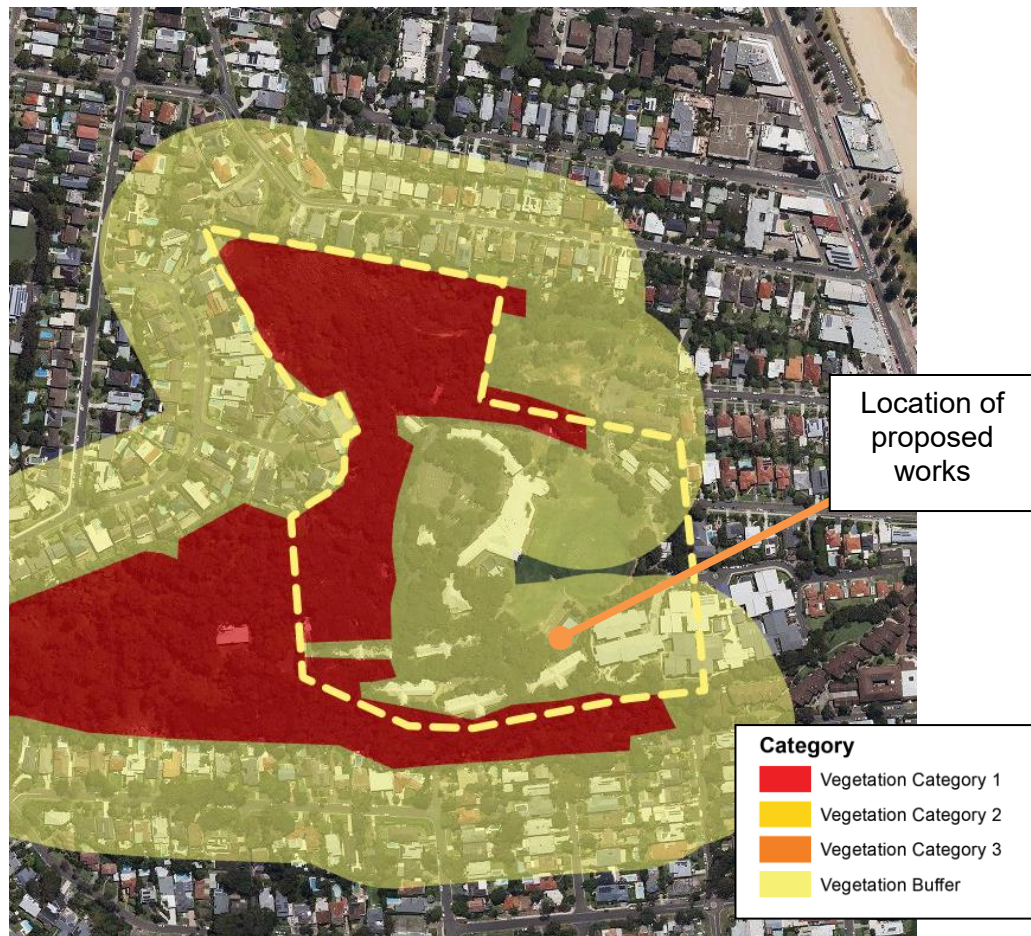 Location of
proposed
works
Category
Vegetation Category 1
Vegetation Category 2
Vegetation Category 3
Vegetation Buffer